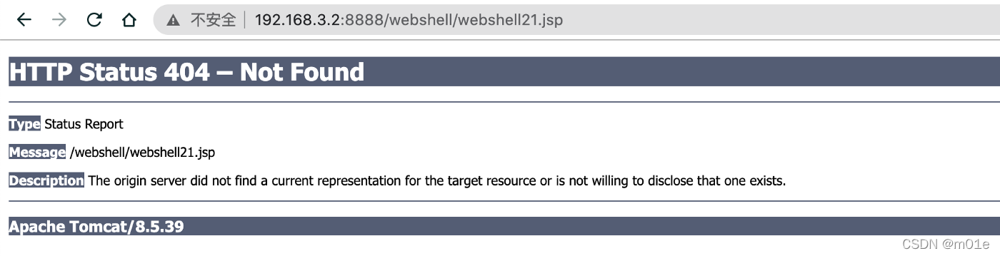 不安全 192.168.3.2:8888/webshell/webshell21.jsp
HTTP Status 404 – Not Found
Type Status Report
Message /webshell/webshell21.jsp
Description The origin server did not find a current representation for the target resource or is not willing to disclose that one exists.
Apache Tomcat/8.5.39
CSDN @m01e